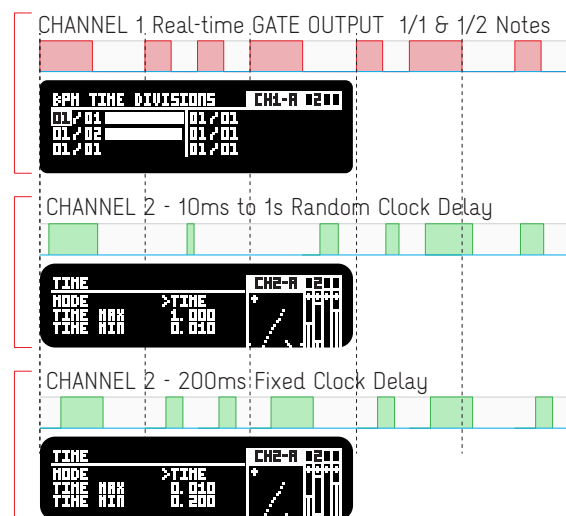 CHANNEL 1 Real-time GATE OUTPUT 1/1 & 1/2 Notes
BPM TIME DIVISIONS CH1-A
01/01 01/01
01/02 01/01
01/01 01/01
CHANNEL 2 - 10ms to 1s Random Clock Delay
TIME CH2-A
MODE >TIME
TIME MAX 1.000
TIME MIN 0.010
CHANNEL 2 - 200ms Fixed Clock Delay
TIME CH2-A
MODE >TIME
TIME MAX 0.010
TIME MIN 0.200